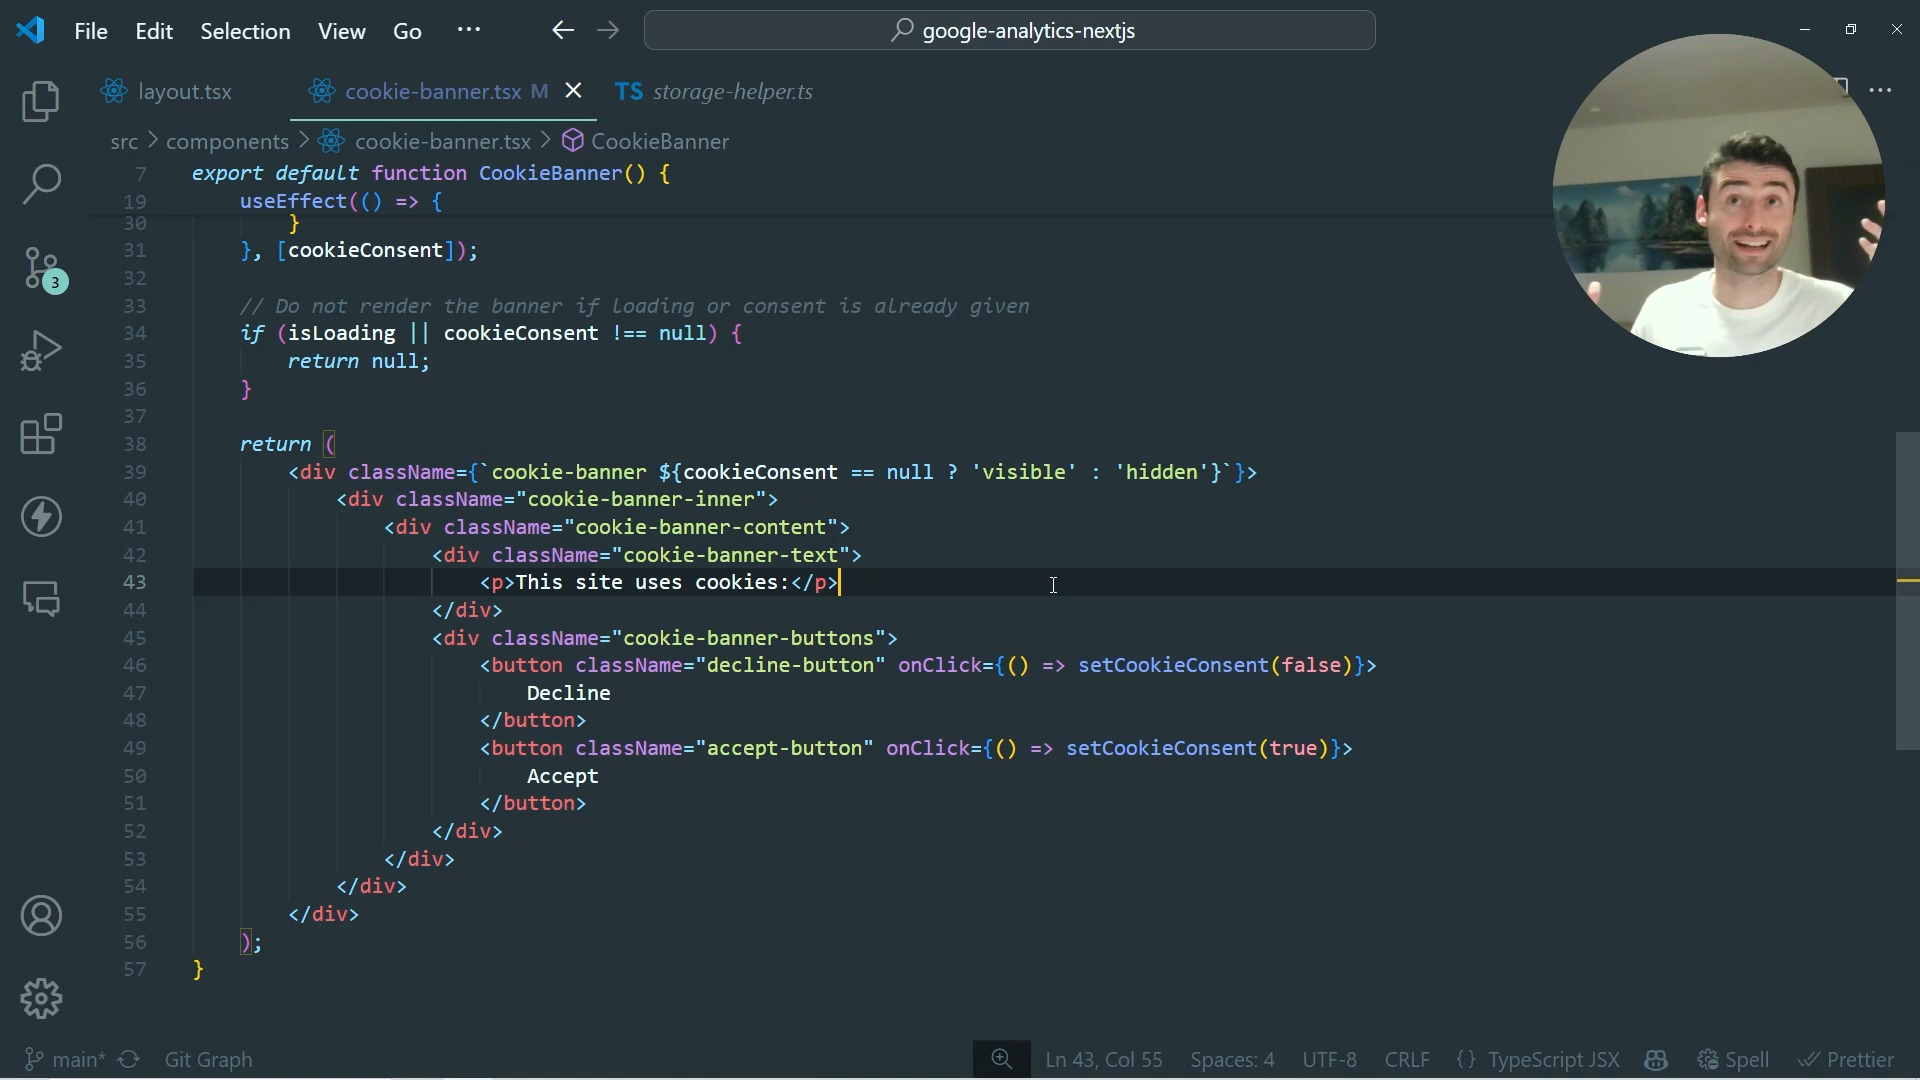 File Edit Selection View Go ··· google-analytics-nextjs
layout.tsx cookie-banner.tsx M TS storage-helper.ts
src > components > cookie-banner.tsx > CookieBanner
7 export default function CookieBanner() {
19 useEffect(() => {
30 }
31 }, [cookieConsent]);
32
33 // Do not render the banner if loading or consent is already given
34 if (isLoading || cookieConsent !== null) {
35 return null;
36 }
37
38 return (
39 <div className={`cookie-banner ${cookieConsent == null ? 'visible' : 'hidden'}`}>
40 <div className="cookie-banner-inner">
41 <div className="cookie-banner-content">
42 <div className="cookie-banner-text">
43 <p>This site uses cookies:</p>
44 </div>
45 <div className="cookie-banner-buttons">
46 <button className="decline-button" onClick={() => setCookieConsent(false)}>
47 Decline
48 </button>
49 <button className="accept-button" onClick={() => setCookieConsent(true)}>
50 Accept
51 </button>
52 </div>
53 </div>
54 </div>
55 </div>
56 );
57 }
3
main* Git Graph Ln 43, Col 55 Spaces: 4 UTF-8 CRLF {} TypeScript JSX Spell Prettier